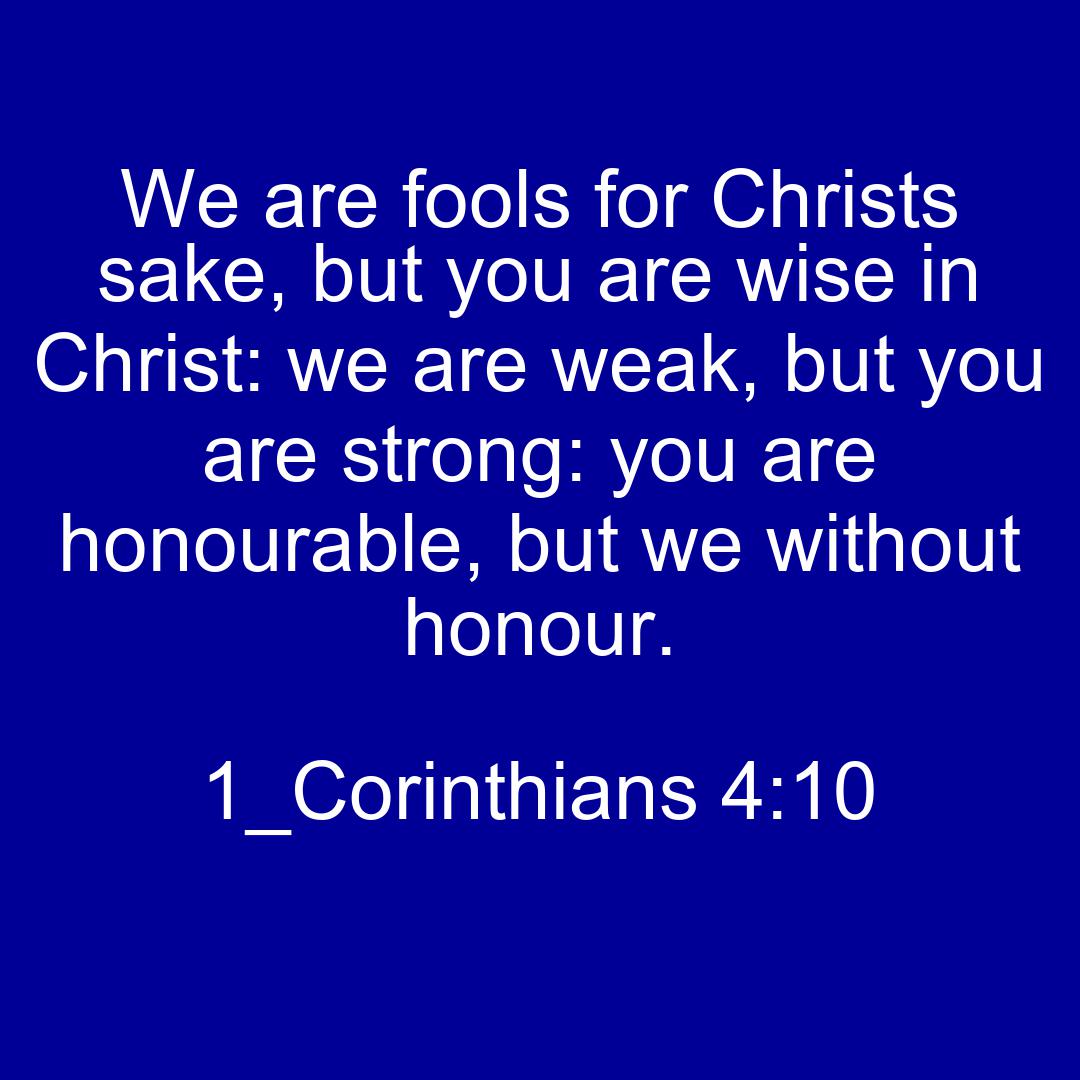 We are fools for Christs
sake, but you are wise in
Christ: we are weak, but you
are strong: you are
honourable, but we without
honour.
1_Corinthians 4:10